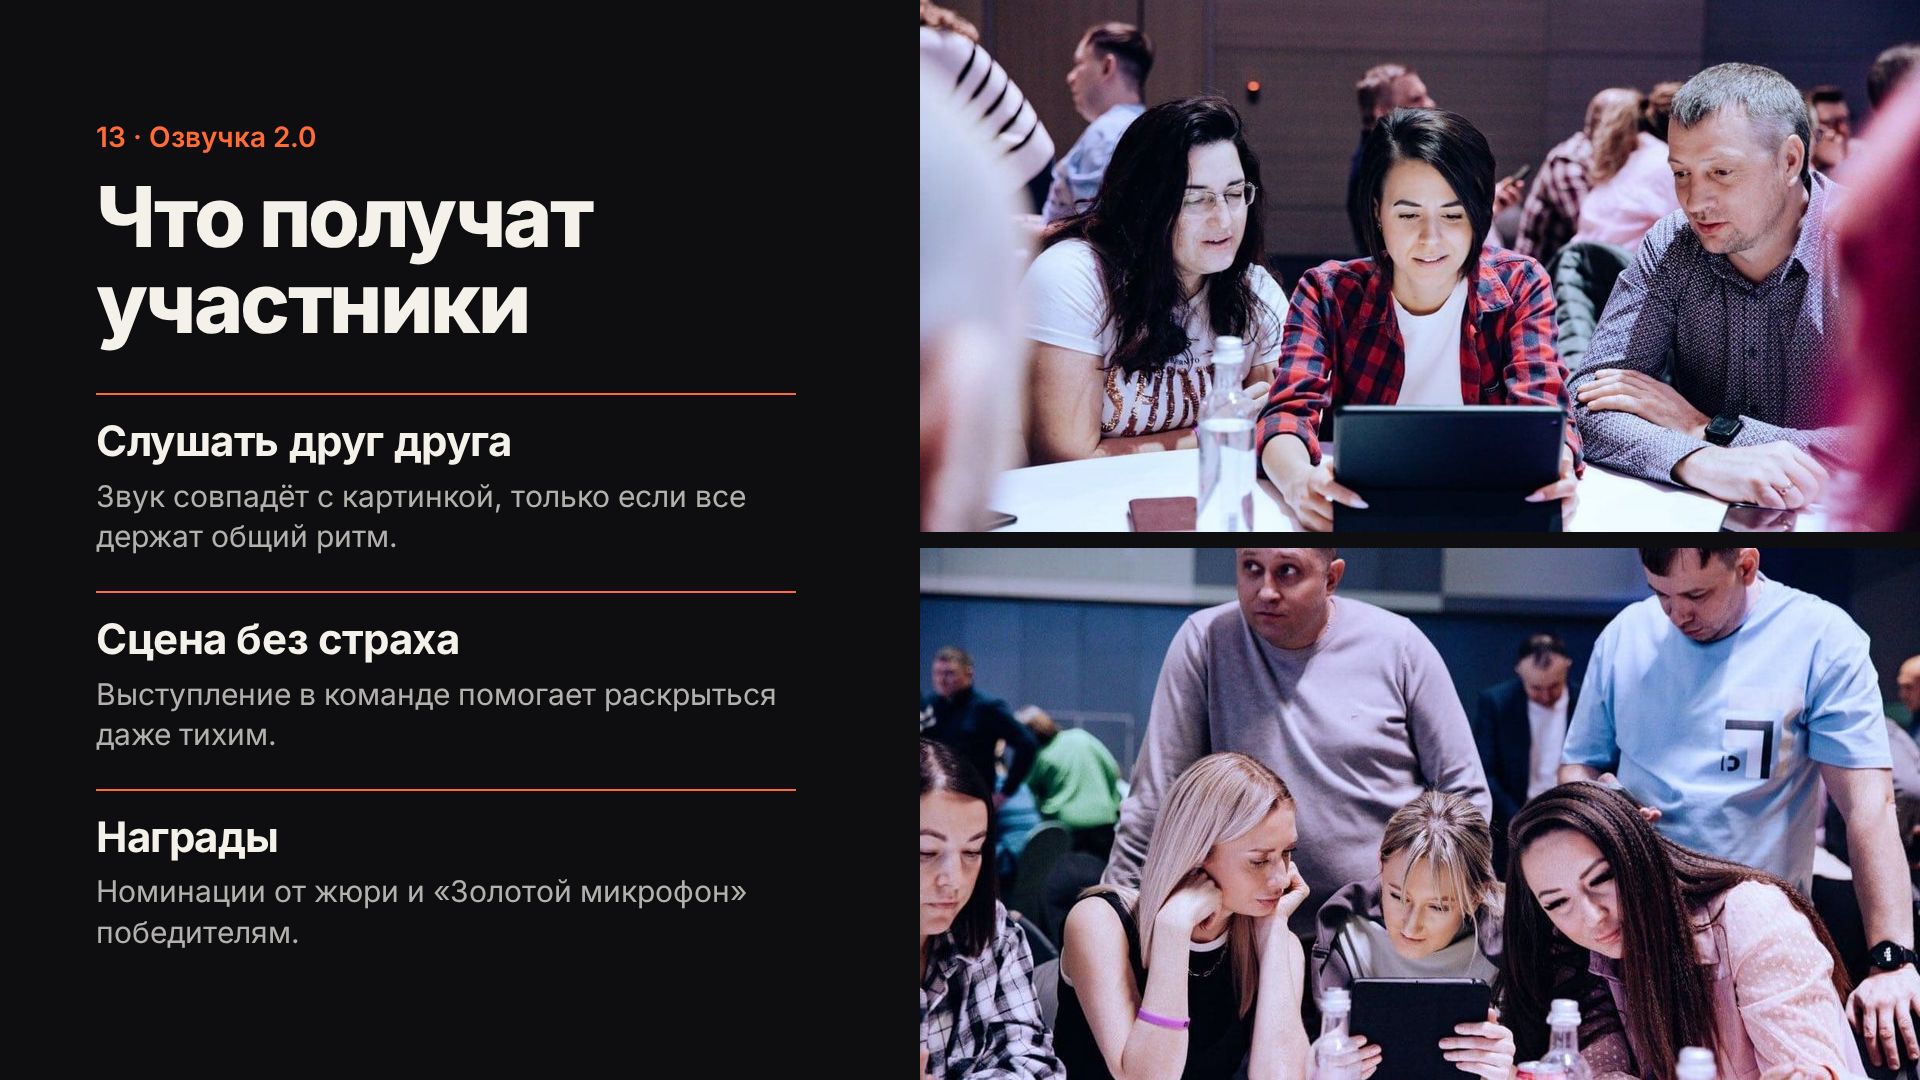 13 · Озвучка 2.0
Что получат
участники
Слушать друг друга
Звук совпадёт с картинкой, только если все
держат общий ритм.
Сцена без страха
Выступление в команде помогает раскрыться
даже тихим.
Награды
Номинации от жюри и «Золотой микрофон»
победителям.